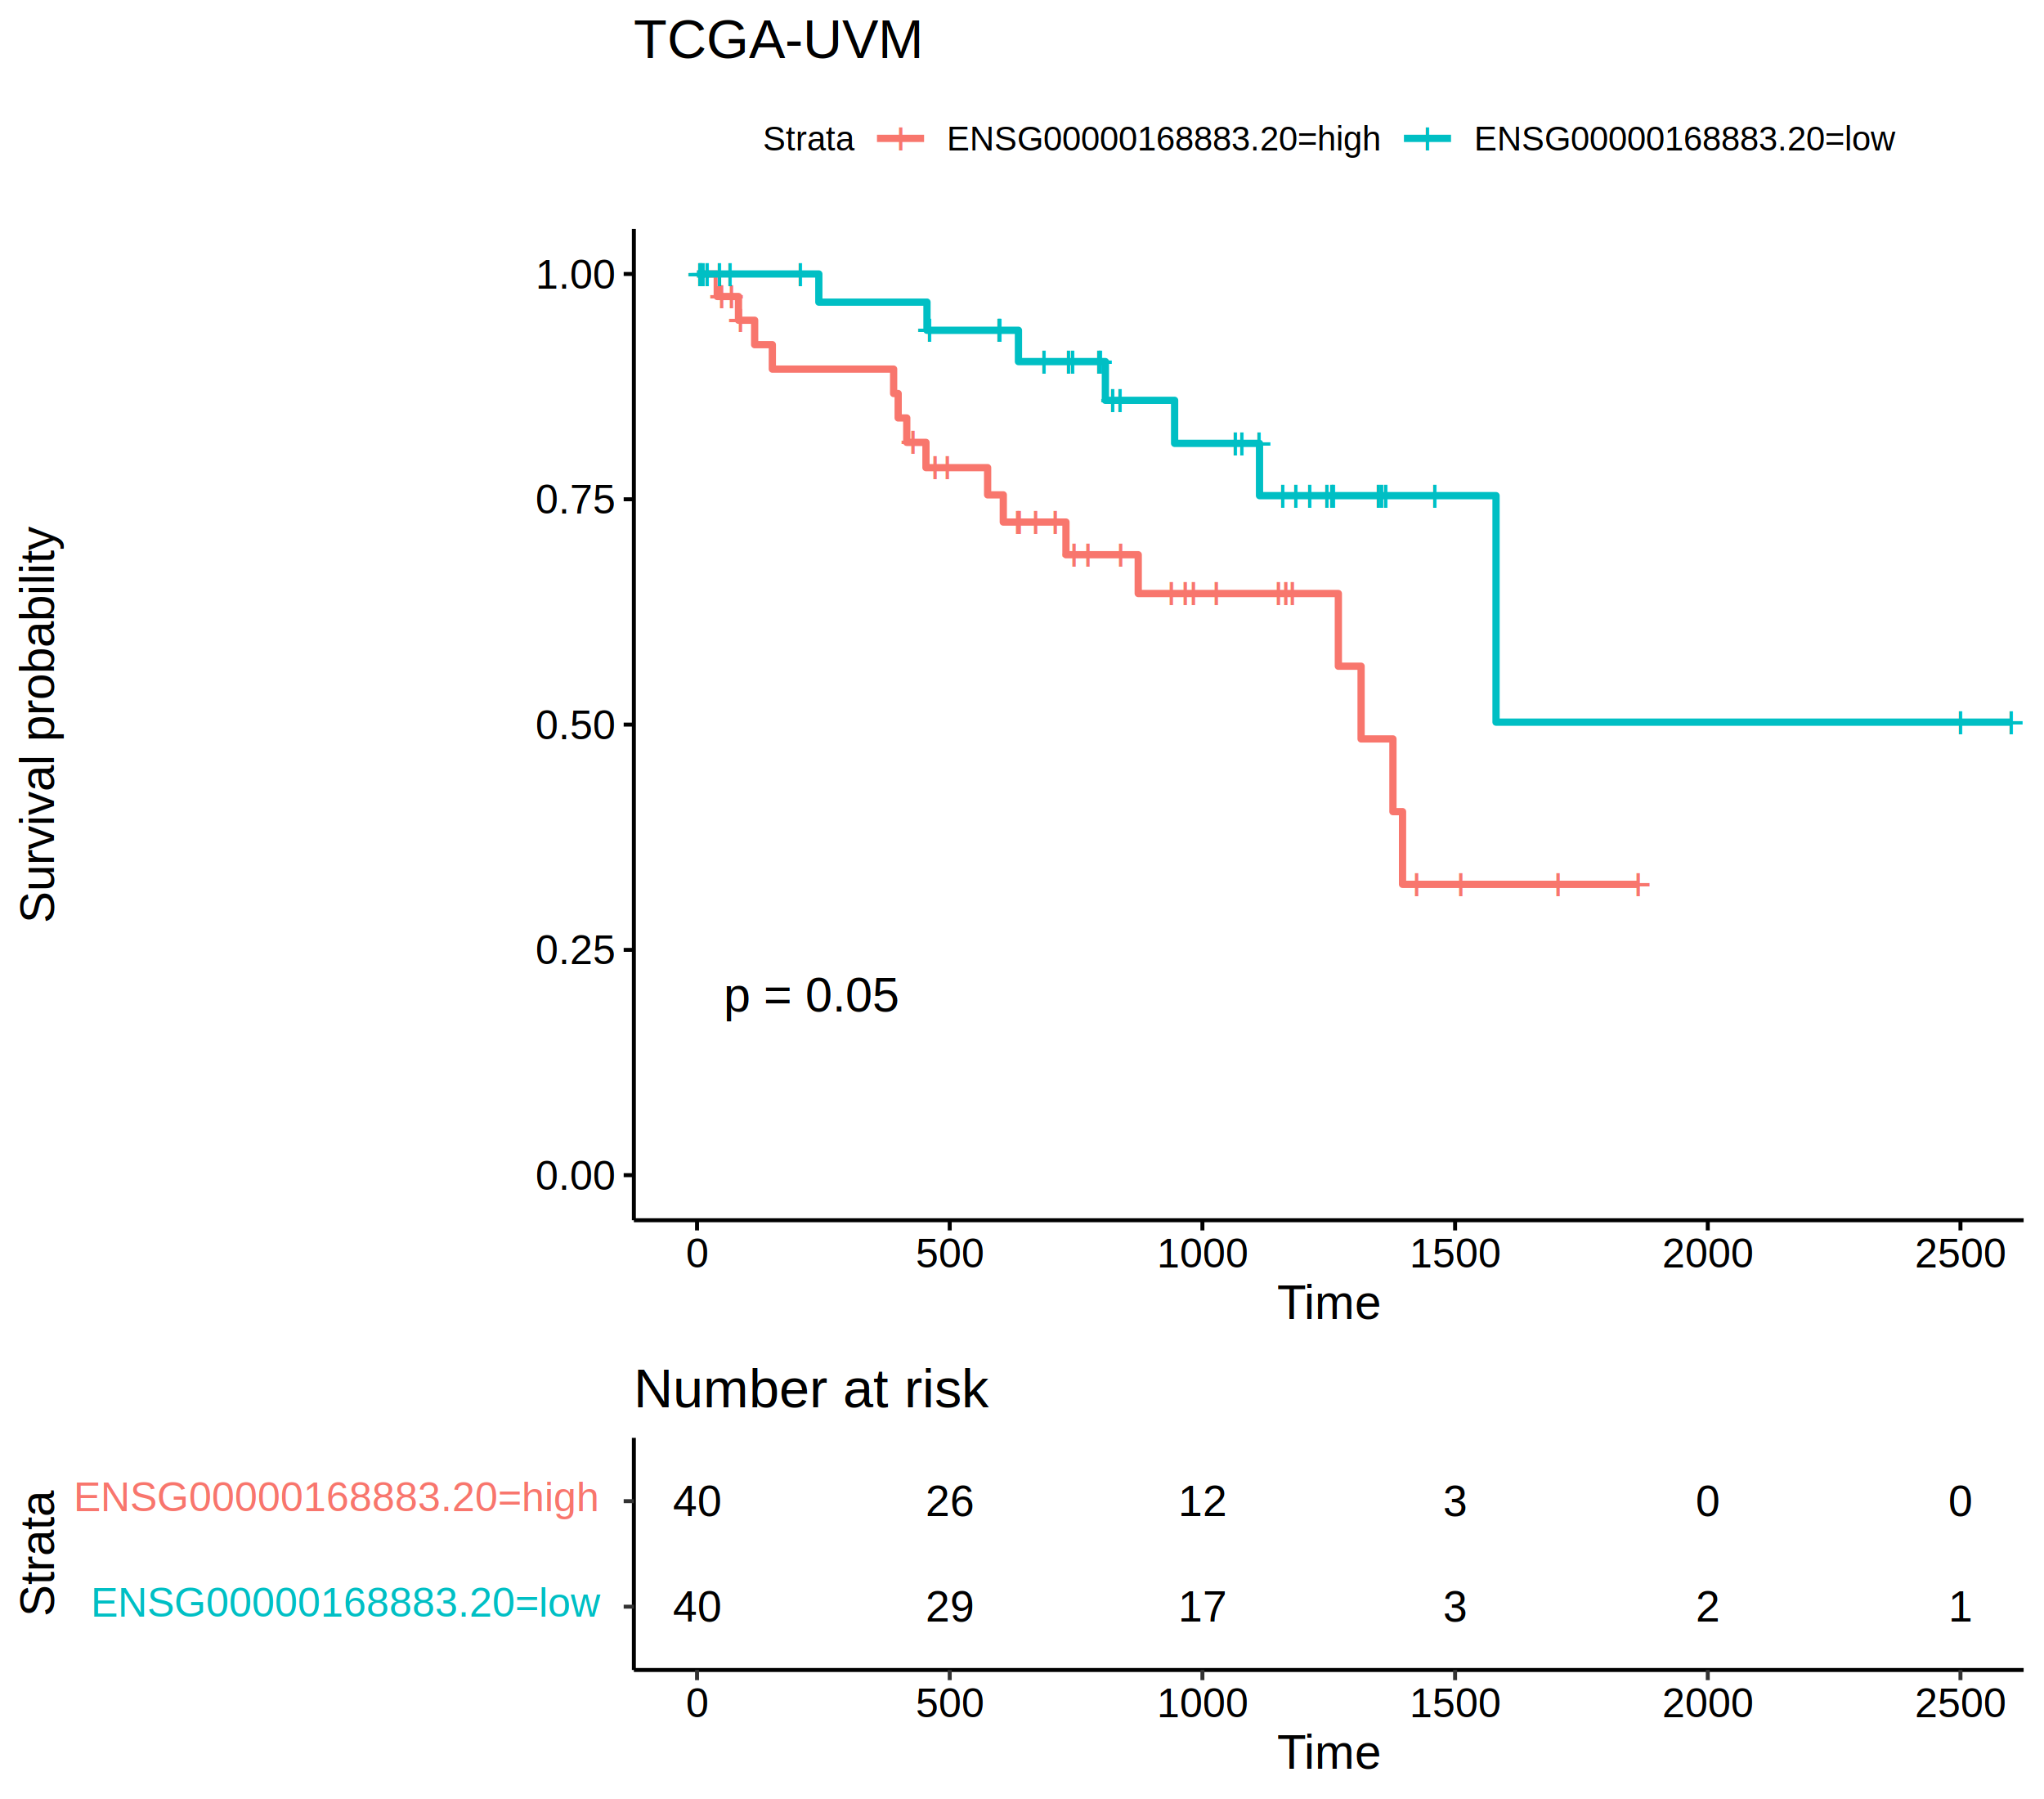 TCGA-UVM
Strata ENSG00000168883.20=high ENSG00000168883.20=low
Survival probability
1.00
0.75
0.50
0.25
0.00
p = 0.05
0 500 1000 1500 2000 2500
Time
Number at risk
Strata
ENSG00000168883.20=high 40 26 12 3 0 0
ENSG00000168883.20=low 40 29 17 3 2 1
0 500 1000 1500 2000 2500
Time